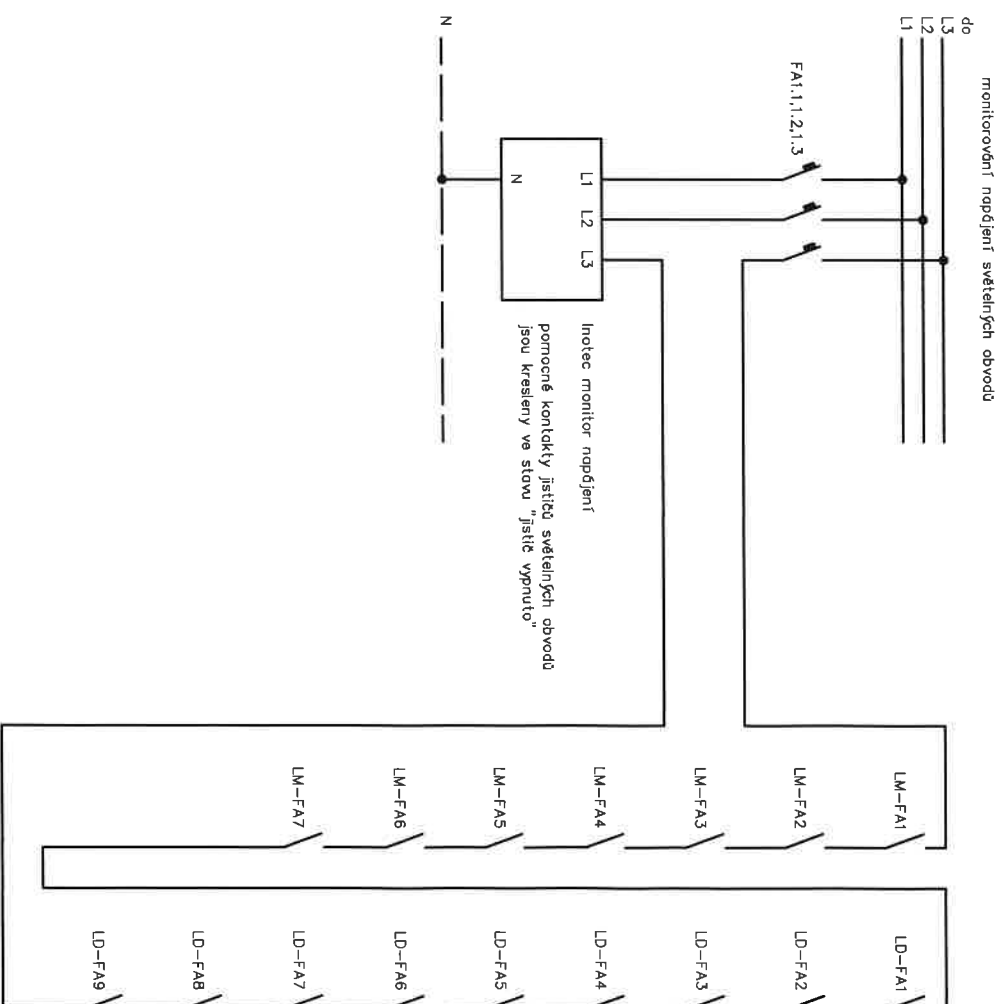 monitorování napájení světelných obvodů
do
L3
L2
L1
N
FA1.1,1.2,1.3
L1
L2
L3
N
Inotec monitor napájení
pomocné kontakty jističů světelných obvodů
jsou kresleny ve stavu "jistič vypnuto"
LM-FA1
LM-FA2
LM-FA3
LM-FA4
LM-FA5
LM-FA6
LM-FA7
LD-FA1
LD-FA2
LD-FA3
LD-FA4
LD-FA5
LD-FA6
LD-FA7
LD-FA8
LD-FA9